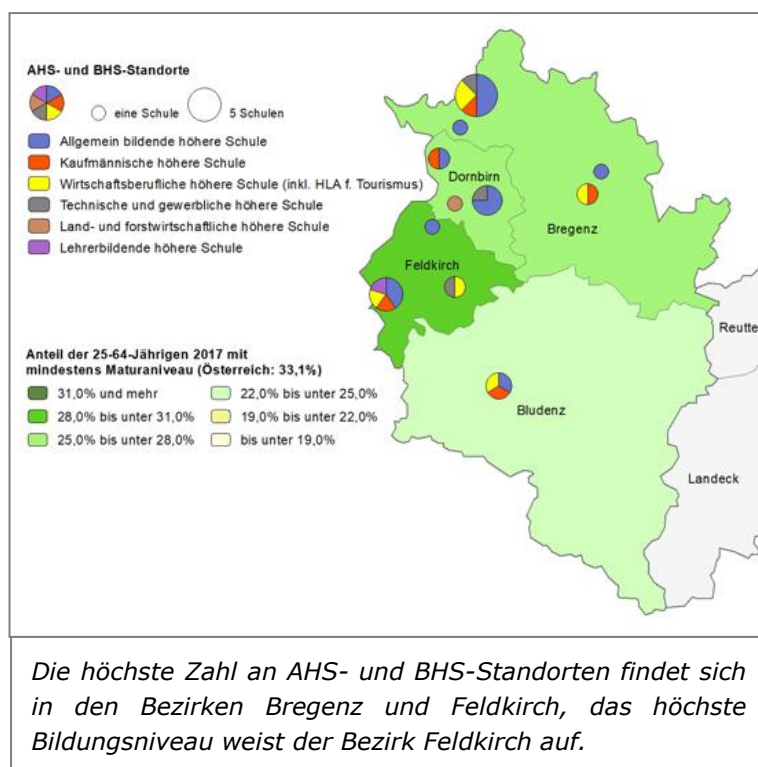 AHS- und BHS-Standorte
eine Schule
5 Schulen
Allgemein bildende höhere Schule
Kaufmännische höhere Schule
Wirtschaftsberufliche höhere Schule (inkl. HLA f. Tourismus)
Technische und gewerbliche höhere Schule
Land- und forstwirtschaftliche höhere Schule
Lehrerbildende höhere Schule
Dornbirn
Bregenz
Feldkirch
Reutte
Bludenz
Landeck
Anteil der 25-64-Jährigen 2017 mit
mindestens Maturaniveau (Österreich: 33,1%)
31,0% und mehr
28,0% bis unter 31,0%
25,0% bis unter 28,0%
22,0% bis unter 25,0%
19,0% bis unter 22,0%
bis unter 19,0%
Die höchste Zahl an AHS- und BHS-Standorten findet sich
in den Bezirken Bregenz und Feldkirch, das höchste
Bildungsniveau weist der Bezirk Feldkirch auf.